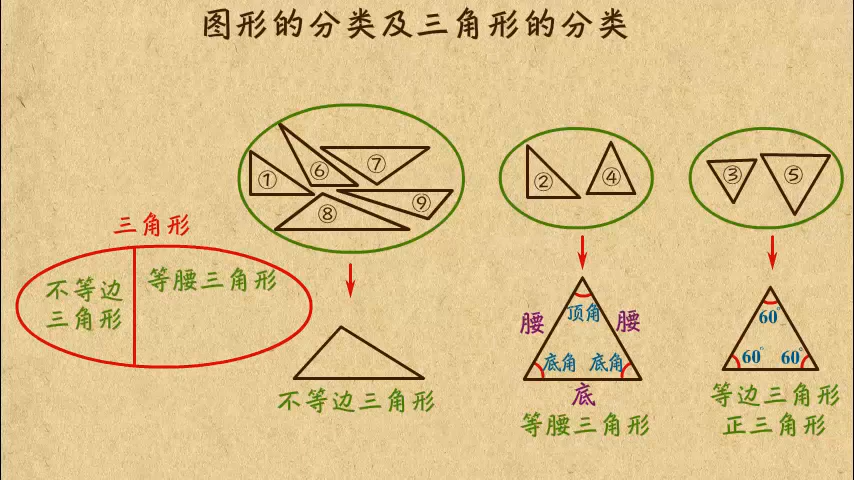 图形的分类及三角形的分类
① ⑥ ⑦ ⑧ ⑨
② ④
③ ⑤
三角形
不等边
三角形
等腰三角形
不等边三角形
腰 顶角 腰
底角 底角
底
等腰三角形
60°
60° 60°
等边三角形
正三角形